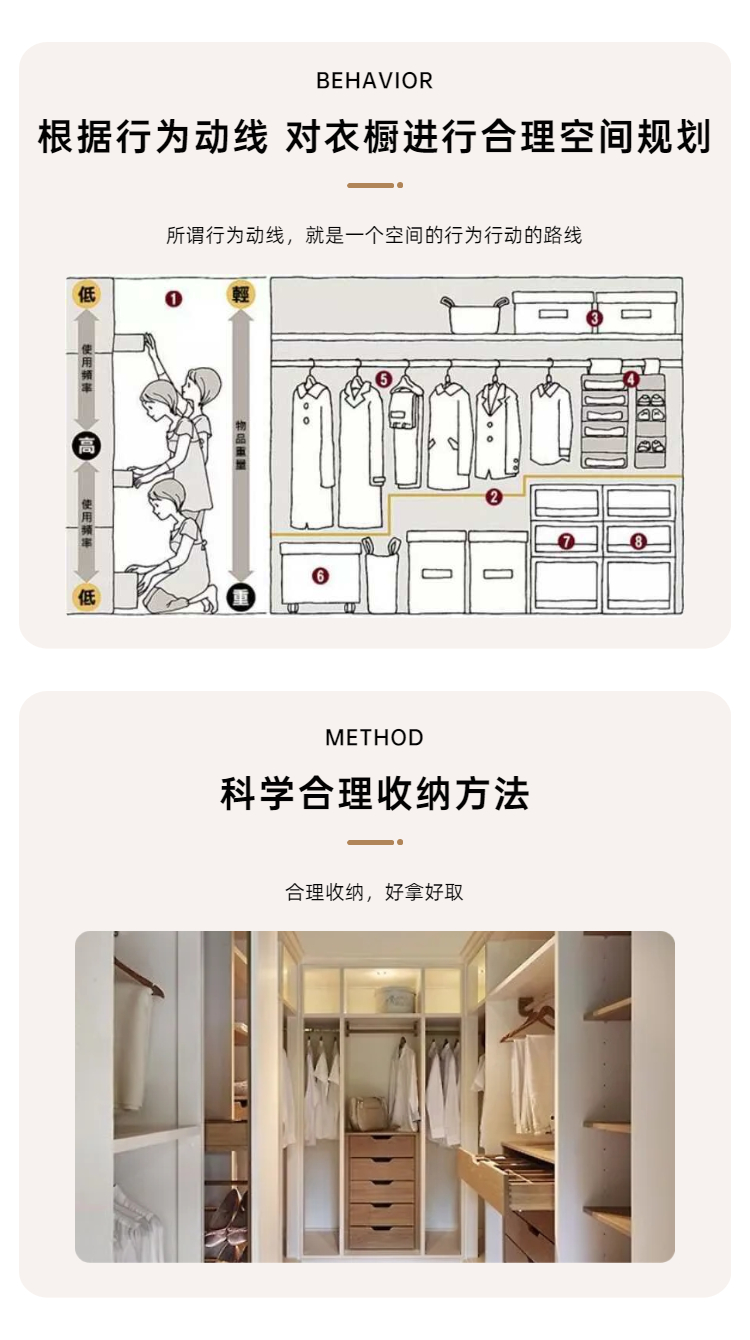 BEHAVIOR
根据行为动线 对衣橱进行合理空间规划
所谓行为动线，就是一个空间的行为行动的路线
低
使用頻率
高
使用頻率
低
1
輕
物品重量
重
3
5
4
2
7
8
6
METHOD
科学合理收纳方法
合理收纳，好拿好取